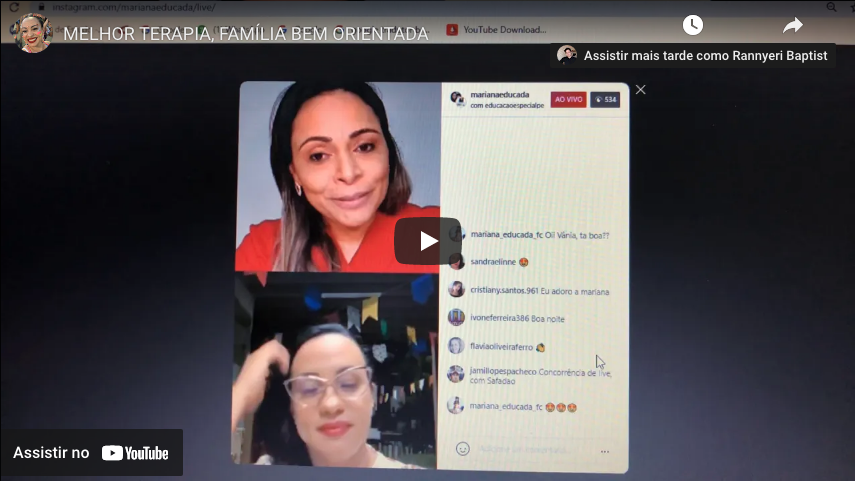 instagram.com/marianaeducada/live/
MELHOR TERAPIA, FAMÍLIA BEM ORIENTADA
YouTube Download...
Assistir mais tarde como Rannyeri Baptist
marianaeducada
com educacaoespecialpe
AO VIVO
534
mariana_educada_fc Oii Vânia, ta boa??
sandraelinne
cristiany.santos.961 Eu adoro a mariana
ivoneferreira386 Boa noite
flaviaoliveiraferro
jamillopespacheco Concorrência de live,
com Safadao
mariana_educada_fc
Assistir no YouTube